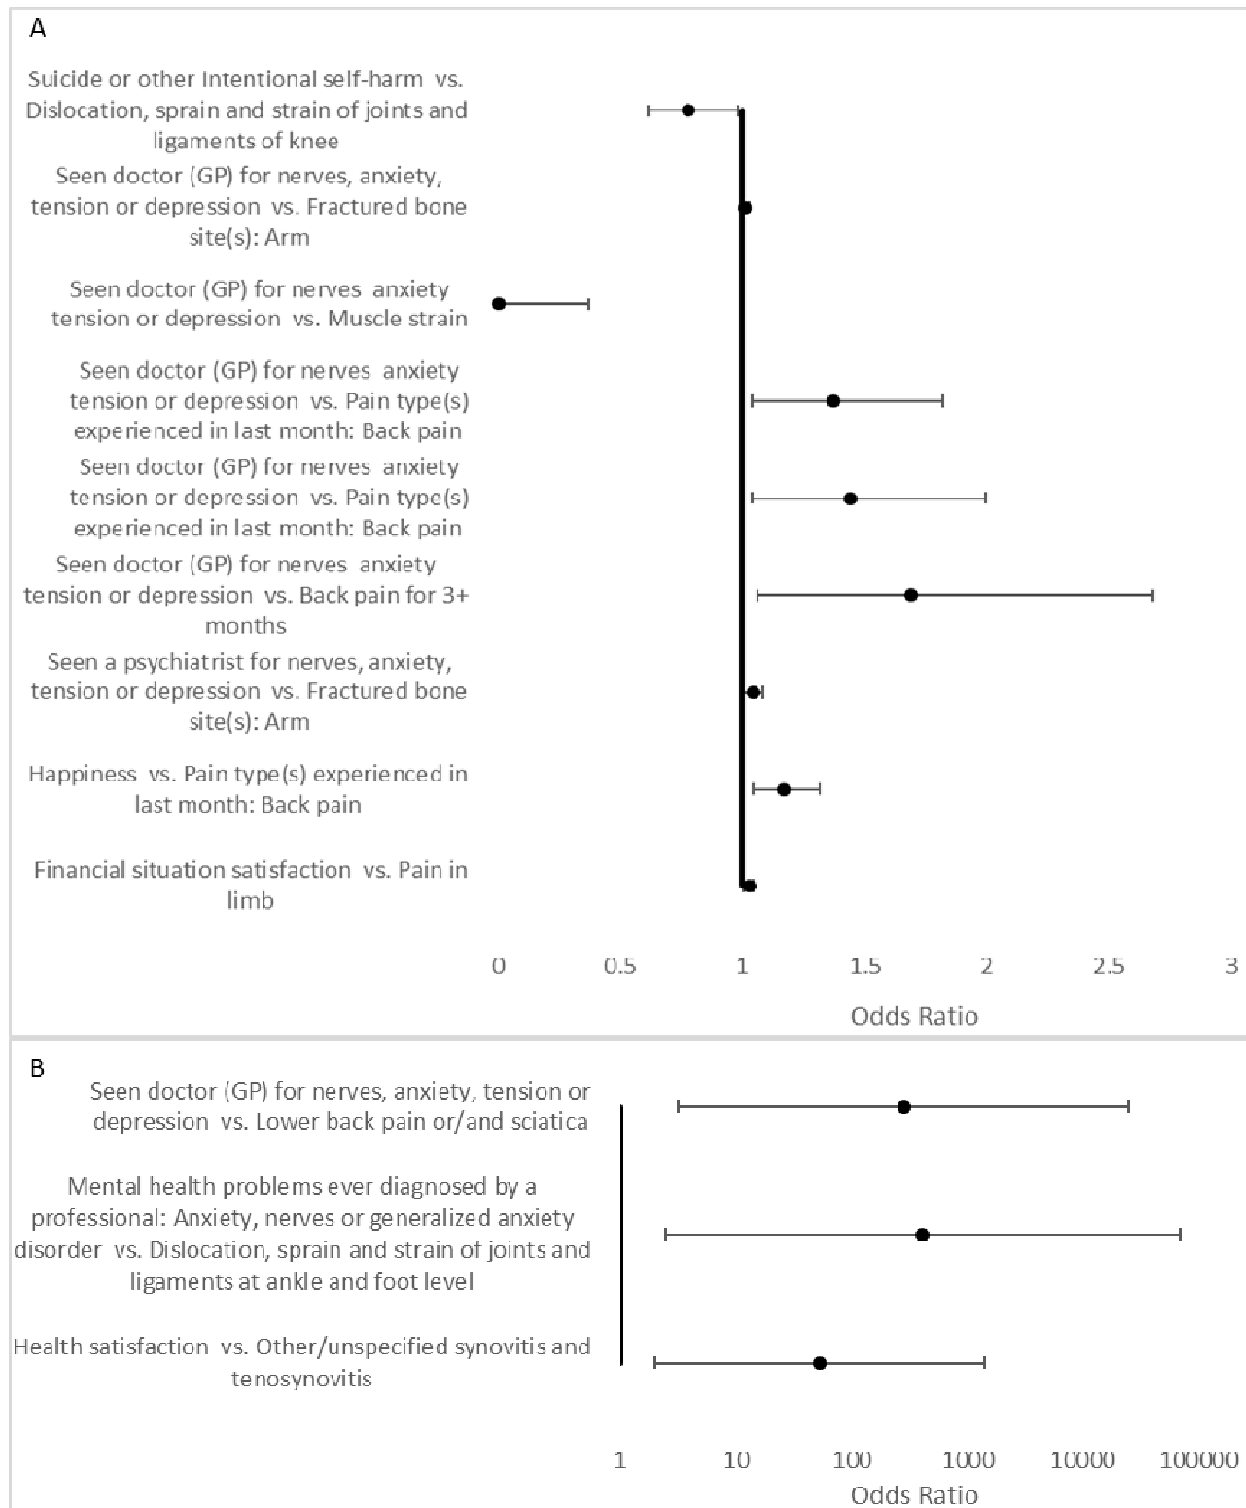 A
Suicide or other Intentional self-harm vs.
Dislocation, sprain and strain of joints and
ligaments of knee
Seen doctor (GP) for nerves, anxiety,
tension or depression vs. Fractured bone
site(s): Arm
Seen doctor (GP) for nerves anxiety
tension or depression vs. Muscle strain
Seen doctor (GP) for nerves anxiety
tension or depression vs. Pain type(s)
experienced in last month: Back pain
Seen doctor (GP) for nerves anxiety
tension or depression vs. Pain type(s)
experienced in last month: Back pain
Seen doctor (GP) for nerves anxiety
tension or depression vs. Back pain for 3+
months
Seen a psychiatrist for nerves, anxiety,
tension or depression vs. Fractured bone
site(s): Arm
Happiness vs. Pain type(s) experienced in
last month: Back pain
Financial situation satisfaction vs. Pain in
limb
0 0.5 1 1.5 2 2.5 3
Odds Ratio
B
Seen doctor (GP) for nerves, anxiety, tension or
depression vs. Lower back pain or/and sciatica
Mental health problems ever diagnosed by a
professional: Anxiety, nerves or generalized anxiety
disorder vs. Dislocation, sprain and strain of joints and
ligaments at ankle and foot level
Health satisfaction vs. Other/unspecified synovitis and
tenosynovitis
1 10 100 1000 10000 100000
Odds Ratio